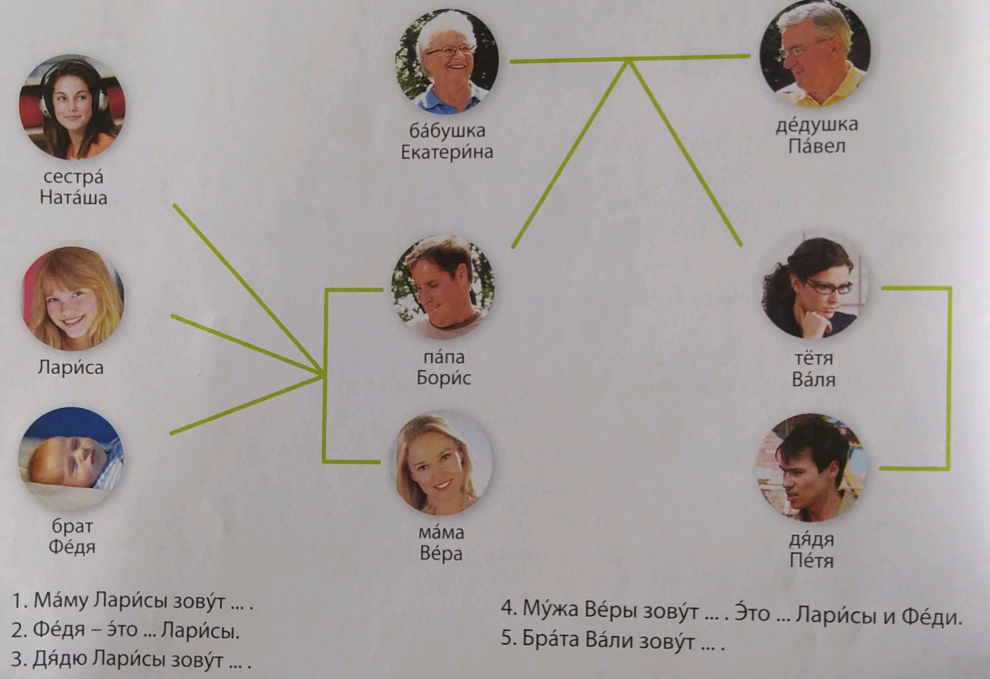 сестра́
Ната́ша
Лари́са
брат
Фе́дя
ба́бушка
Екатери́на
де́душка
Па́вел
па́па
Бори́с
тётя
Ва́ля
ма́ма
Ве́ра
дя́дя
Пе́тя
1. Ма́му Лари́сы зову́т ... .
2. Фе́дя – э́то ... Лари́сы.
3. Дя́дю Лари́сы зову́т ... .
4. Му́жа Ве́ры зову́т ... . Э́то ... Лари́сы и Фе́ди.
5. Бра́та Ва́ли зову́т ... .